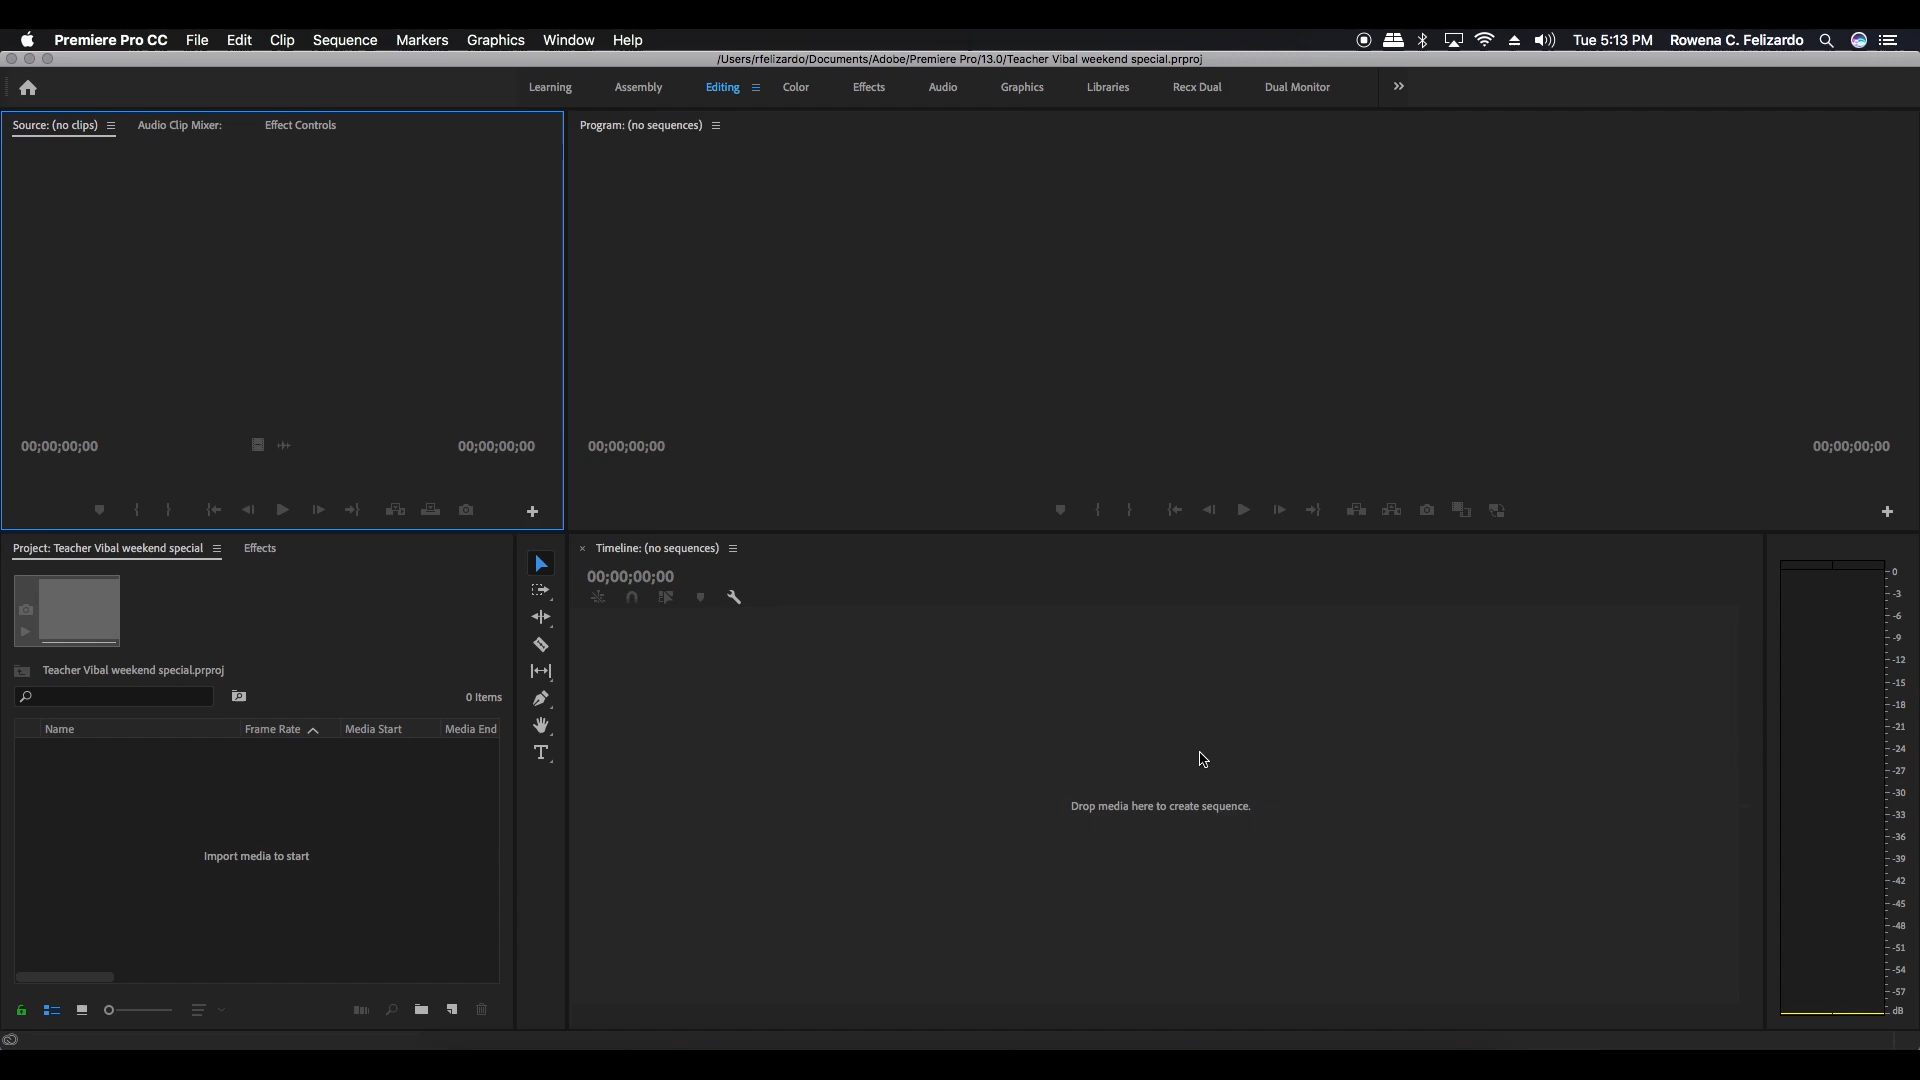 Premiere Pro CC File Edit Clip Sequence Markers Graphics Window Help Tue 5:13 PM Rowena C. Felizardo
/Users/rfelizardo/Documents/Adobe/Premiere Pro/13.0/Teacher Vibal weekend special.prproj
Learning Assembly Editing Color Effects Audio Graphics Libraries Recx Dual Dual Monitor
Source: (no clips) Audio Clip Mixer: Effect Controls
Program: (no sequences)
00;00;00;00 00;00;00;00
00;00;00;00 00;00;00;00
Project: Teacher Vibal weekend special Effects
Teacher Vibal weekend special.prproj
0 Items
Name Frame Rate Media Start Media End
Import media to start
Timeline: (no sequences)
00;00;00;00
Drop media here to create sequence.
0
-3
-6
-9
-12
-15
-18
-21
-24
-27
-30
-33
-36
-39
-42
-45
-48
-51
-54
-57
dB